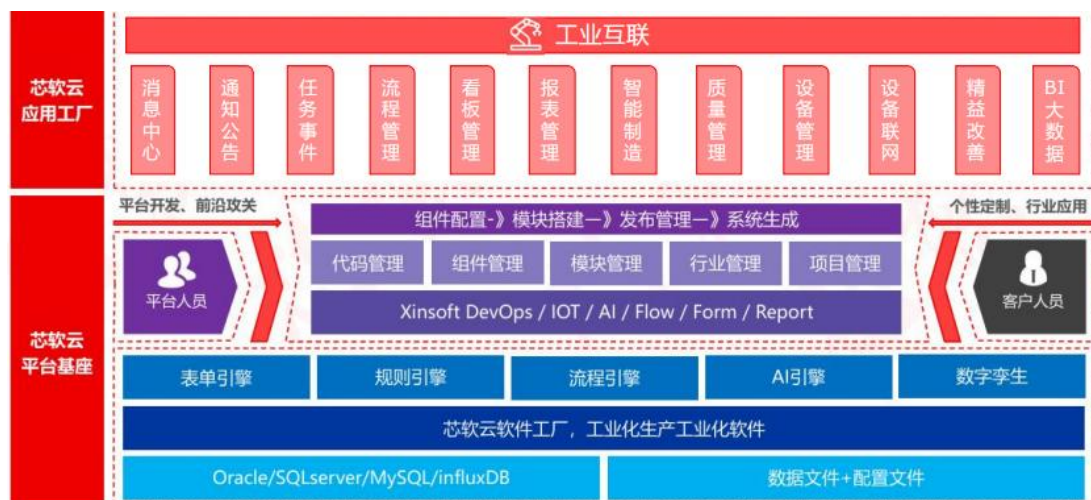 芯软云
应用工厂
工业互联
消息中心
通知公告
任务事件
流程管理
看板管理
报表管理
智能制造
质量管理
设备管理
设备联网
精益改善
BI大数据
芯软云
平台基座
平台开发、前沿攻关
个性定制、行业应用
组件配置-》模块搭建一》发布管理一》系统生成
平台人员
代码管理
组件管理
模块管理
行业管理
项目管理
客户人员
Xinsoft DevOps / IOT / AI / Flow / Form / Report
表单引擎
规则引擎
流程引擎
AI引擎
数字孪生
芯软云软件工厂，工业化生产工业化软件
Oracle/SQLserver/MySQL/influxDB
数据文件+配置文件